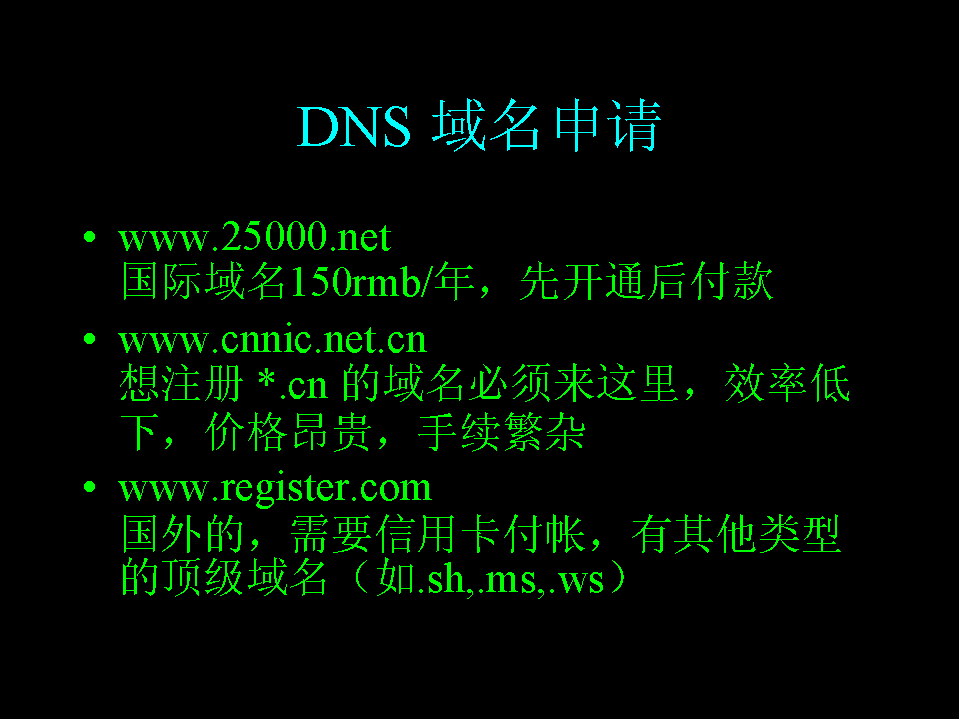 DNS 域名申请
• www.25000.net
国际域名150rmb/年，先开通后付款
• www.cnnic.net.cn
想注册 *.cn 的域名必须来这里，效率低
下，价格昂贵，手续繁杂
• www.register.com
国外的，需要信用卡付帐，有其他类型
的顶级域名（如.sh,.ms,.ws）